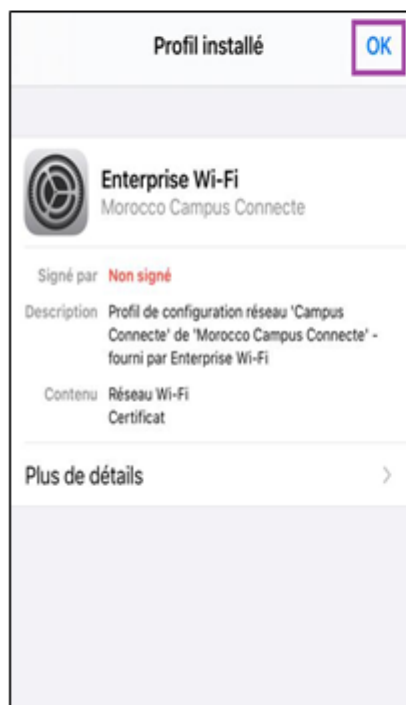 Profil installé
OK
Enterprise Wi-Fi
Morocco Campus Connecte
Signé par Non signé
Description Profil de configuration réseau 'Campus
Connecte' de 'Morocco Campus Connecte' -
fourni par Enterprise Wi-Fi
Contenu Réseau Wi-Fi
Certificat
Plus de détails